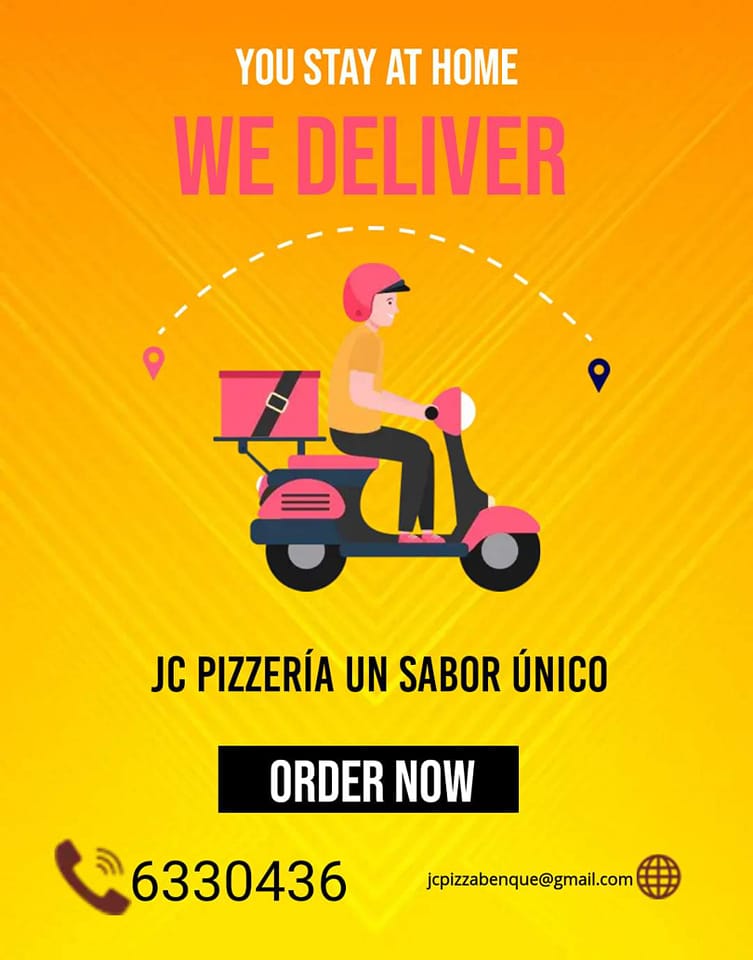 YOU STAY AT HOME
WE DELIVER
JC PIZZERÍA UN SABOR ÚNICO
ORDER NOW
6330436
jcpizzabenque@gmail.com